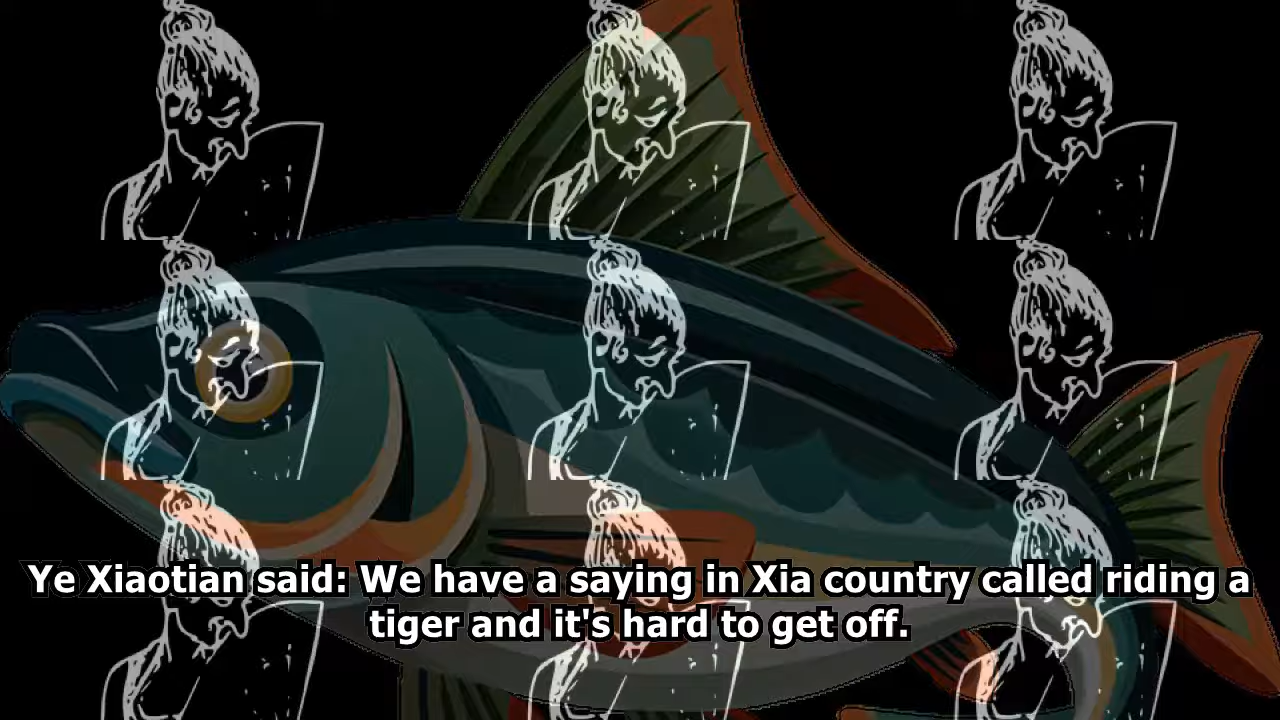 Ye Xiaotian said: We have a saying in Xia country called riding a
tiger and it's hard to get off.